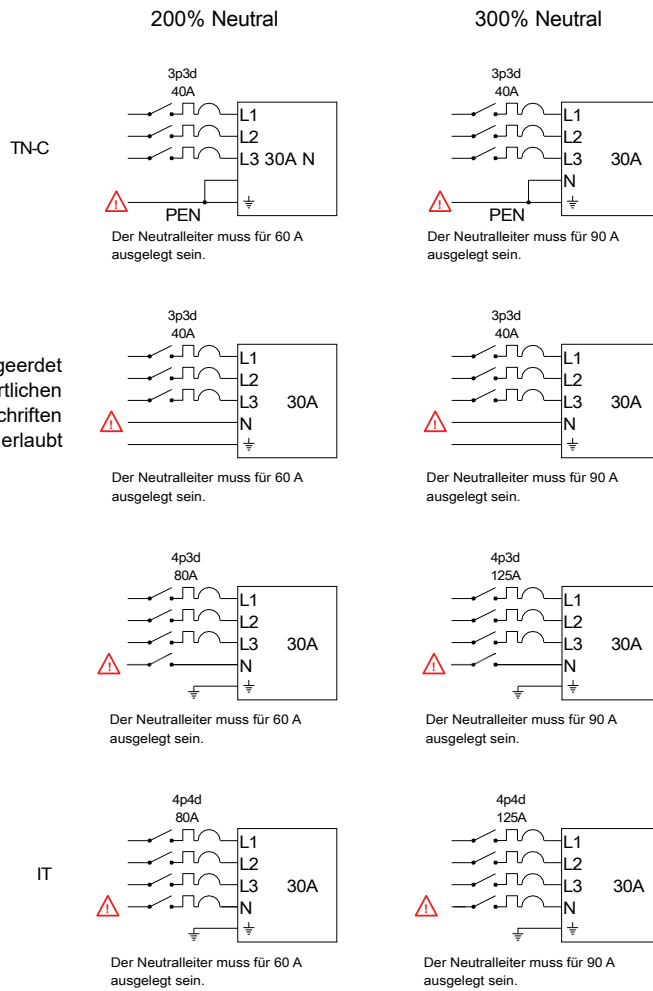 200% Neutral
300% Neutral
TN-C
3p3d
40A
L1
L2
L3 30A N
PEN
Der Neutralleiter muss für 60 A
ausgelegt sein.
3p3d
40A
L1
L2
L3 30A
N
PEN
Der Neutralleiter muss für 90 A
ausgelegt sein.
geerdet
rtlichen
chriften
erlaubt
3p3d
40A
L1
L2
L3 30A
N
Der Neutralleiter muss für 60 A
ausgelegt sein.
3p3d
40A
L1
L2
L3 30A
N
Der Neutralleiter muss für 90 A
ausgelegt sein.
4p3d
80A
L1
L2
L3 30A
N
Der Neutralleiter muss für 60 A
ausgelegt sein.
4p3d
125A
L1
L2
L3 30A
N
Der Neutralleiter muss für 90 A
ausgelegt sein.
IT
4p4d
80A
L1
L2
L3 30A
N
Der Neutralleiter muss für 60 A
ausgelegt sein.
4p4d
125A
L1
L2
L3 30A
N
Der Neutralleiter muss für 90 A
ausgelegt sein.